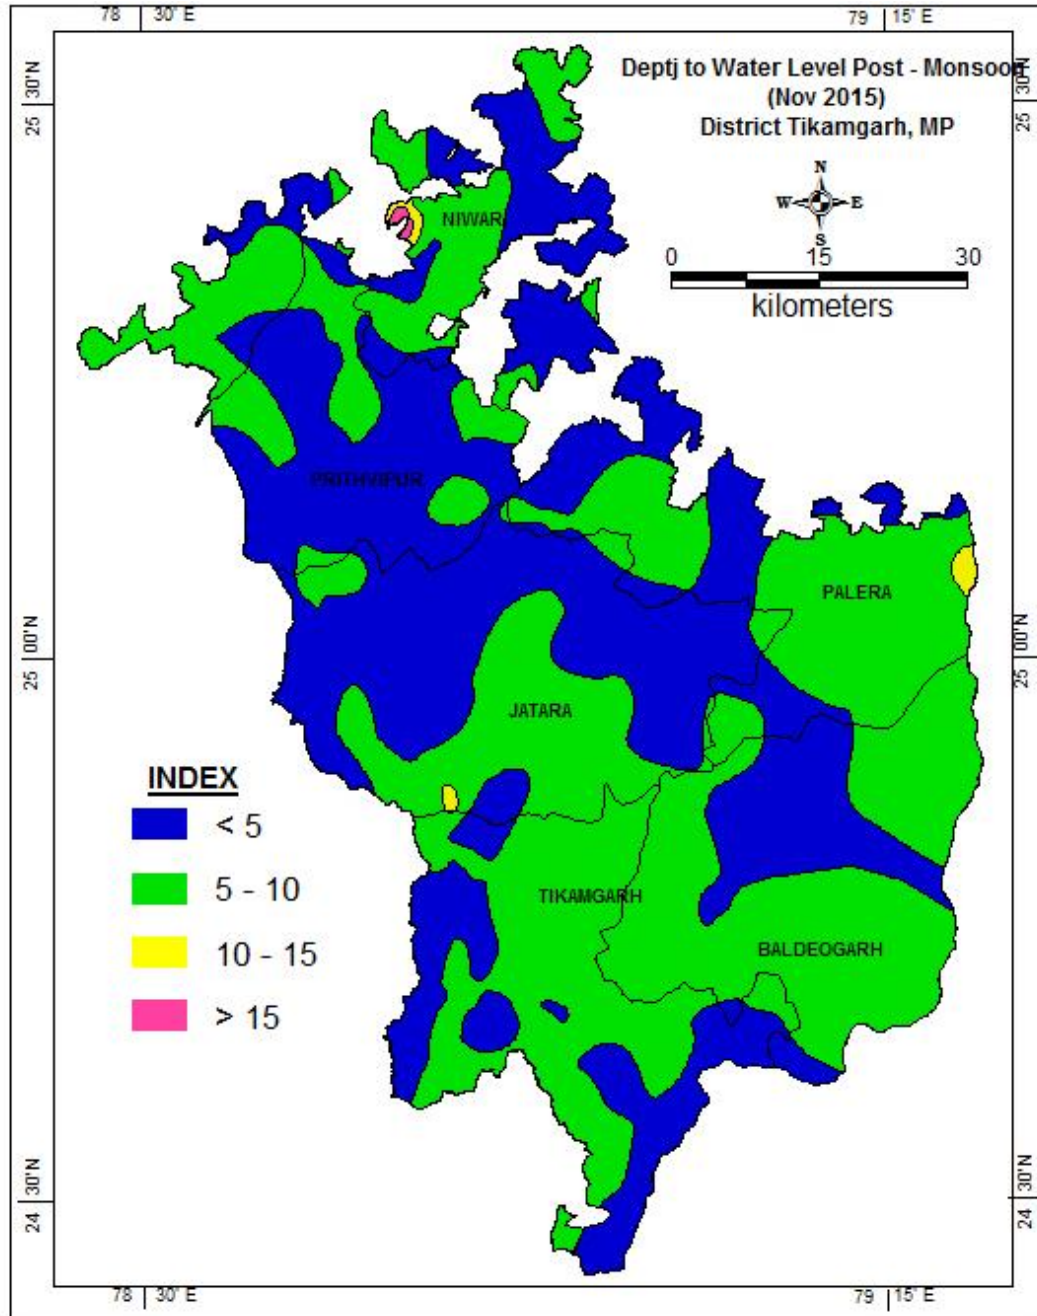 78 30' E
79 15' E
Deptj to Water Level Post - Monsoon
(Nov 2015)
District Tikamgarh, MP
25 30'N
25 30'N
N
W E
S
0 15 30
kilometers
NIWARI
PRITHVIPUR
PALERA
25 00'N
25 00'N
JATARA
INDEX
< 5
5 - 10
10 - 15
> 15
TIKAMGARH
BALDEOGARH
24 30'N
24 30'N
78 30' E
79 15' E